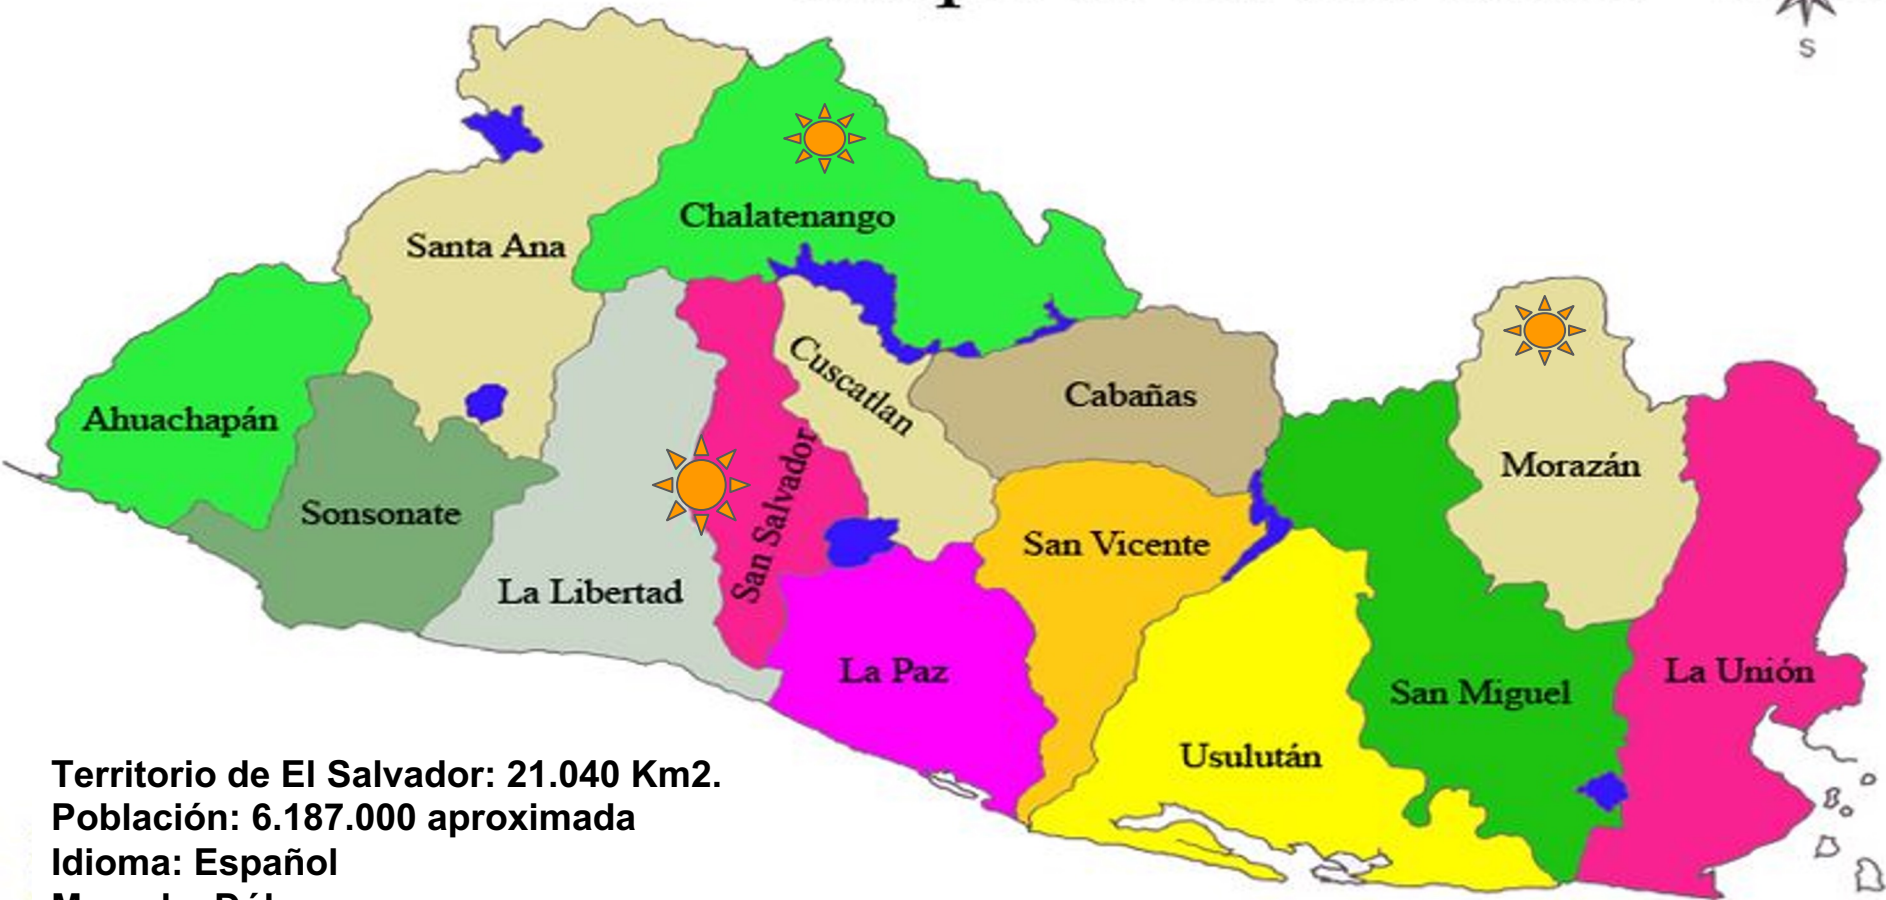 S
Chalatenango
Santa Ana
Cuscatlan
Cabañas
Ahuachapán
Morazán
Sonsonate
San Salvador
San Vicente
La Libertad
La Paz
La Unión
San Miguel
Usulután
Territorio de El Salvador: 21.040 Km2.
Población: 6.187.000 aproximada
Idioma: Español